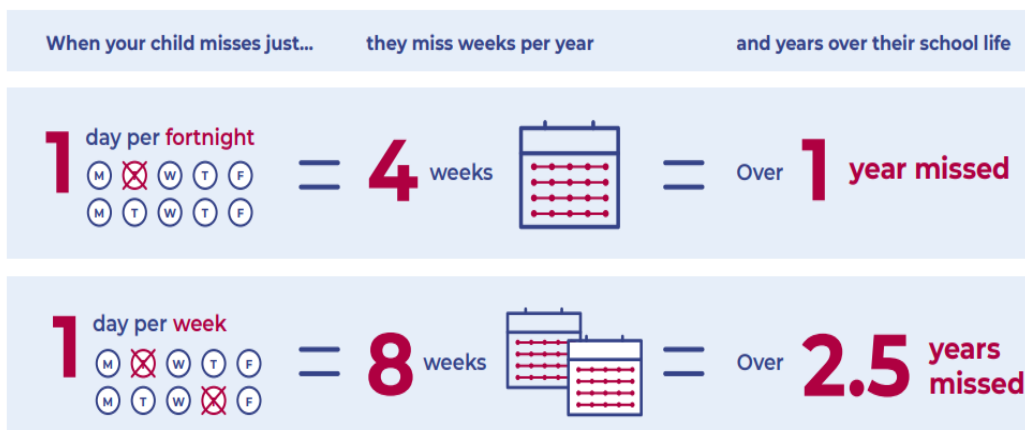 When your child misses just... they miss weeks per year and years over their school life
1 day per fortnight = 4 weeks = Over 1 year missed
M T W T F
M T W T F
1 day per week = 8 weeks = Over 2.5 years missed
M T W T F
M T W T F